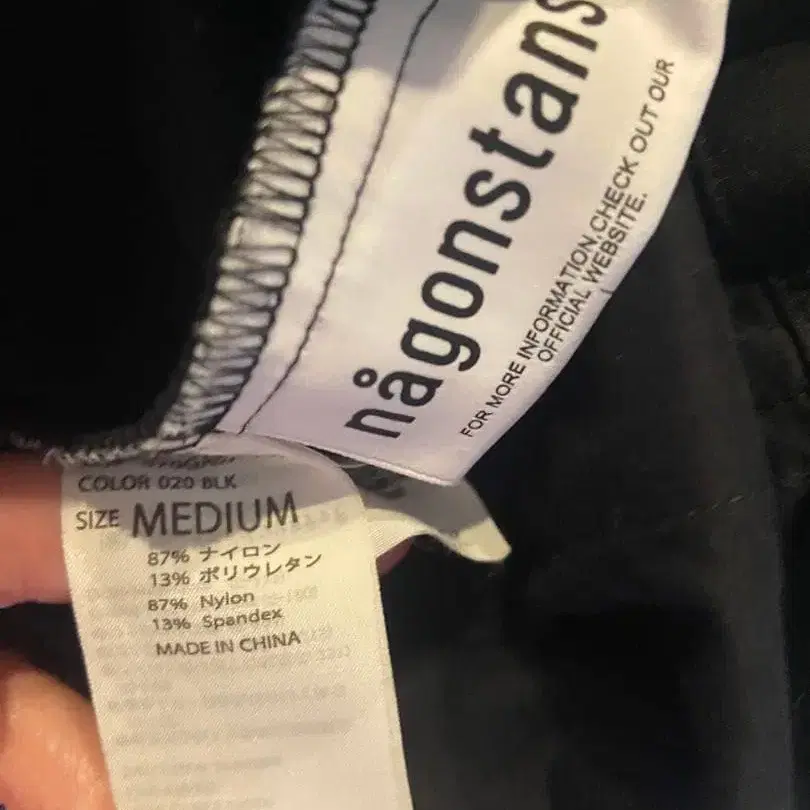 någonstans
FOR MORE INFORMATION,CHECK OUT OUR
OFFICIAL WEBSITE.
COLOR 020 BLK
SIZE MEDIUM
87% ナイロン
13% ポリウレタン
87% Nylon
13% Spandex
MADE IN CHINA